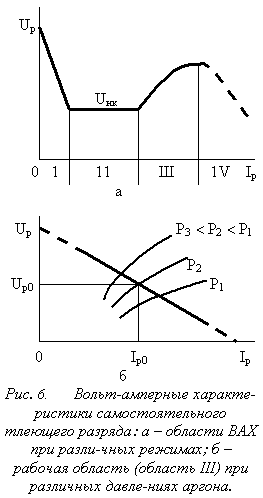 Uр
Uнк
0 1 11 III 1V Iр
а
Uр
P3 < P2 < P1
P2
Uр0
P1
0 Iр0 Iр
б
Рис. 6. Вольт-амперные характе-
ристики самостоятельного
тлеющего разряда: а – области ВАХ
при разли-чных режимах; б –
рабочая область (область III) при
различных давле-ниях аргона.